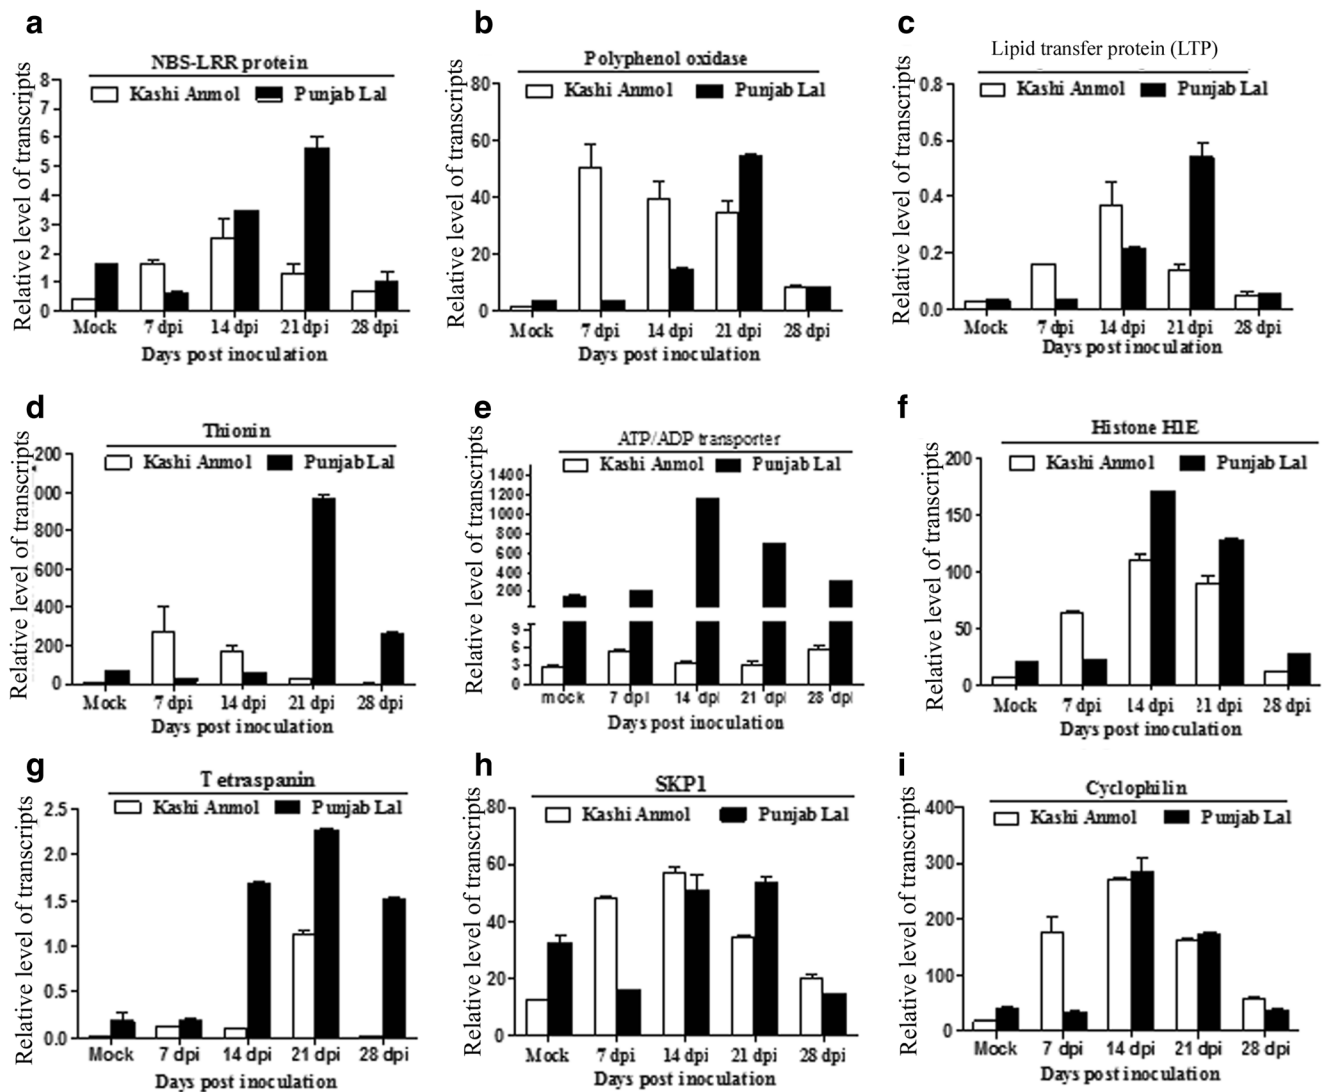 a
NBS-LRR protein
Kashi Anmol Punjab Lal
Relative level of transcripts
8
7
6
5
4
3
2
1
0
Mock 7 dpi 14 dpi 21 dpi 28 dpi
Days post inoculation
b
Polyphenol oxidase
Kashi Anmol Punjab Lal
Relative level of transcripts
80
60
40
20
0
Mock 7 dpi 14 dpi 21 dpi 28 dpi
Days post inoculation
c
Lipid transfer protein (LTP)
Kashi Anmol Punjab Lal
Relative level of transcripts
0.8
0.6
0.4
0.2
0.0
Mock 7 dpi 14 dpi 21 dpi 28 dpi
Days post inoculation
d
Thionin
Kashi Anmol Punjab Lal
Relative level of transcripts
200
000
800
600
400
200
0
Mock 7 dpi 14 dpi 21 dpi 28 dpi
Days post inoculation
e
ATP/ADP transporter
Kashi Anmol Punjab Lal
Relative level of transcripts
1400
1200
1000
800
600
400
200
9
6
3
0
mock 7 dpi 14 dpi 21 dpi 28 dpi
Days post inoculation
f
Histone H1E
Kashi Anmol Punjab Lal
Relative level of transcripts
200
150
100
50
0
Mock 7 dpi 14 dpi 21 dpi 28 dpi
Days post inoculation
g
Tetraspanin
Kashi Anmol Punjab Lal
Relative level of transcripts
2.5
2.0
1.5
1.0
0.5
0.0
Mock 7 dpi 14 dpi 21 dpi 28 dpi
Days post inoculation
h
SKP1
Kashi Anmol Punjab Lal
Relative level of transcripts
80
60
40
20
0
Mock 7 dpi 14 dpi 21 dpi 28 dpi
Days post inoculation
i
Cyclophilin
Kashi Anmol Punjab Lal
Relative level of transcripts
400
300
200
100
0
Mock 7 dpi 14 dpi 21 dpi 28 dpi
Days post inoculation